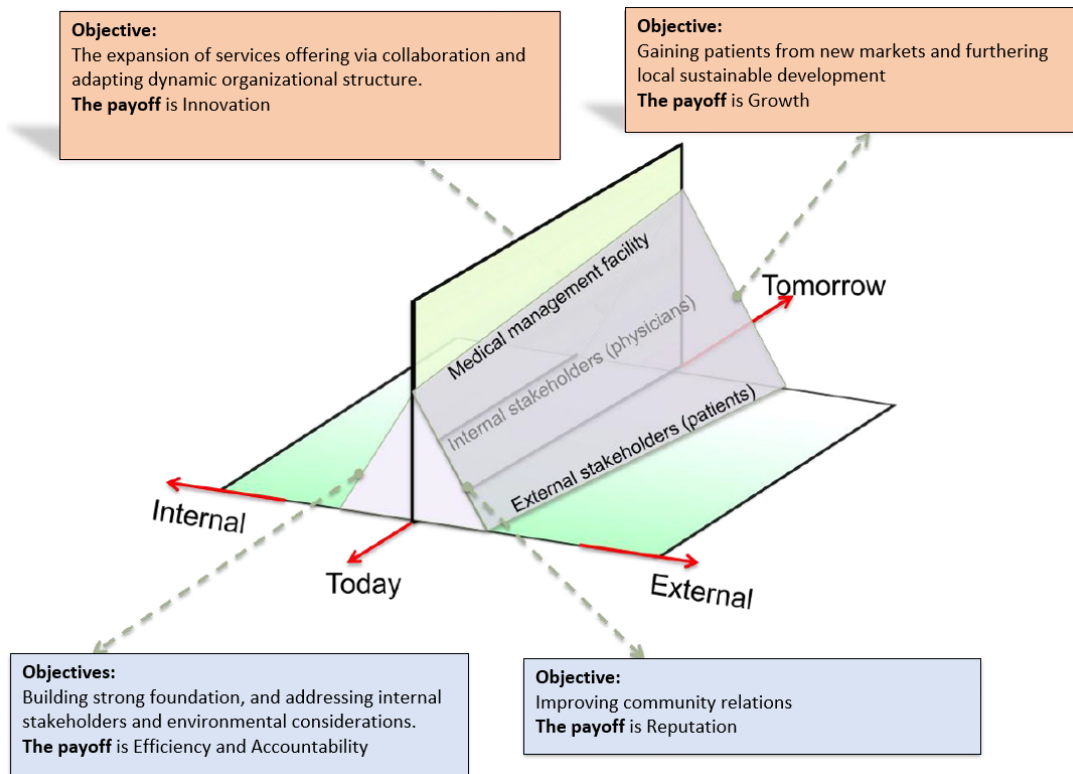 Objective:
The expansion of services offering via collaboration and
adapting dynamic organizational structure.
The payoff is Innovation
Objective:
Gaining patients from new markets and furthering
local sustainable development
The payoff is Growth
Medical management facility
Internal stakeholders (physicians)
External stakeholders (patients)
Tomorrow
Internal
Today
External
Objectives:
Building strong foundation, and addressing internal
stakeholders and environmental considerations.
The payoff is Efficiency and Accountability
Objective:
Improving community relations
The payoff is Reputation